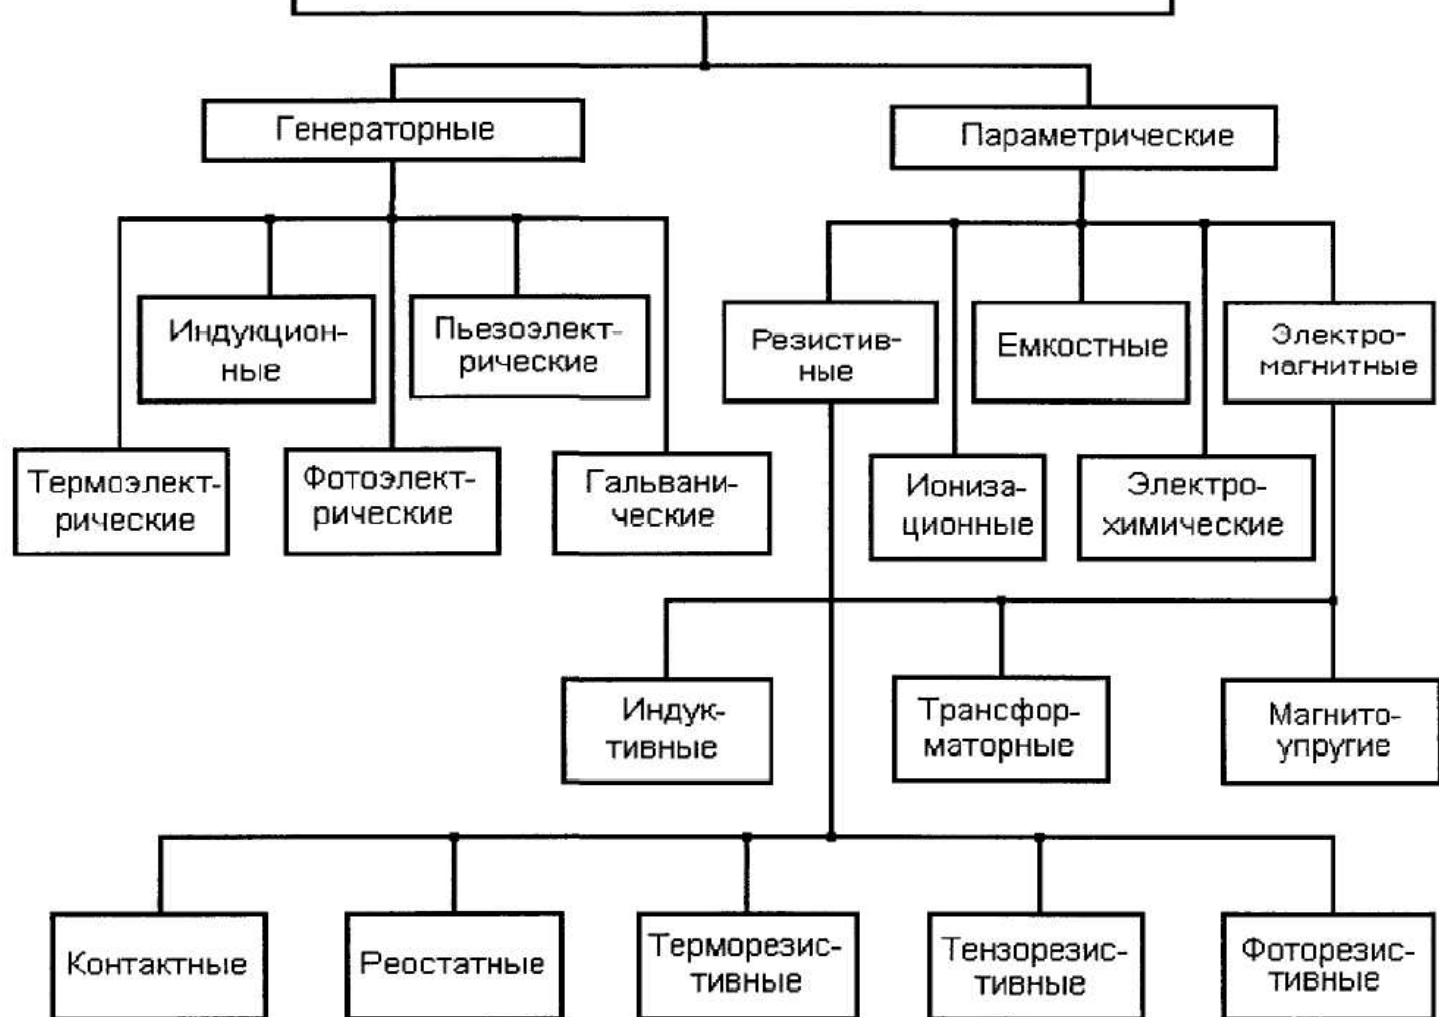 Генераторные
Параметрические
Индукцион-
ные
Пьезоэлект-
рические
Резистив-
ные
Емкостные
Электро-
магнитные
Термоэлект-
рические
Фотоэлект-
рические
Гальвани-
ческие
Иониза-
ционные
Электро-
химические
Индук-
тивные
Трансфор-
маторные
Магнито-
упругие
Контактные
Реостатные
Терморезис-
тивные
Тензорезис-
тивные
Фоторезис-
тивные